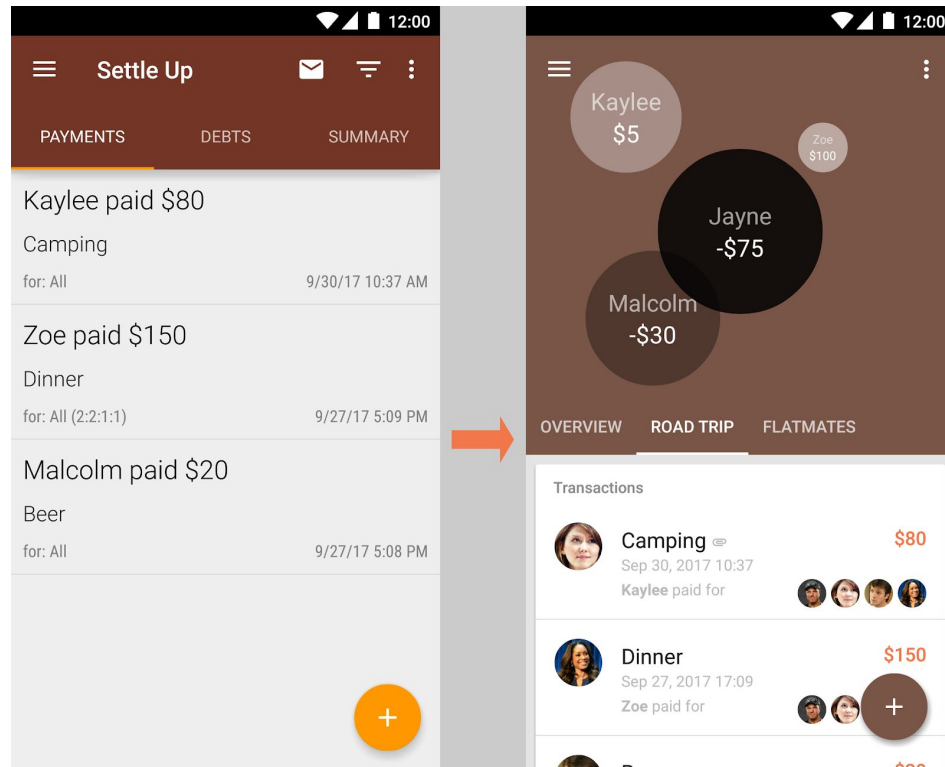 12:00
Settle Up
PAYMENTS DEBTS SUMMARY
Kaylee paid $80
Camping
for: All 9/30/17 10:37 AM
Zoe paid $150
Dinner
for: All (2:2:1:1) 9/27/17 5:09 PM
Malcolm paid $20
Beer
for: All 9/27/17 5:08 PM
12:00
Kaylee
$5
Zoe
$100
Jayne
-$75
Malcolm
-$30
OVERVIEW ROAD TRIP FLATMATES
Transactions
Camping $80
Sep 30, 2017 10:37
Kaylee paid for
Dinner $150
Sep 27, 2017 17:09
Zoe paid for